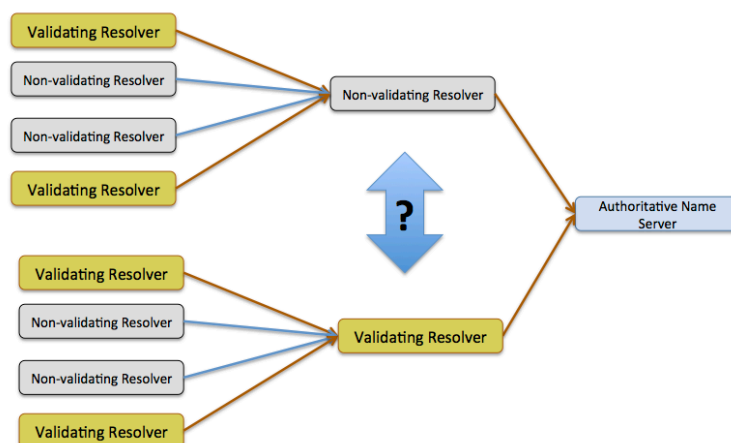 Validating Resolver
Non-validating Resolver
Non-validating Resolver
Validating Resolver
Non-validating Resolver
?
Authoritative Name
Server
Validating Resolver
Non-validating Resolver
Non-validating Resolver
Validating Resolver
Validating Resolver